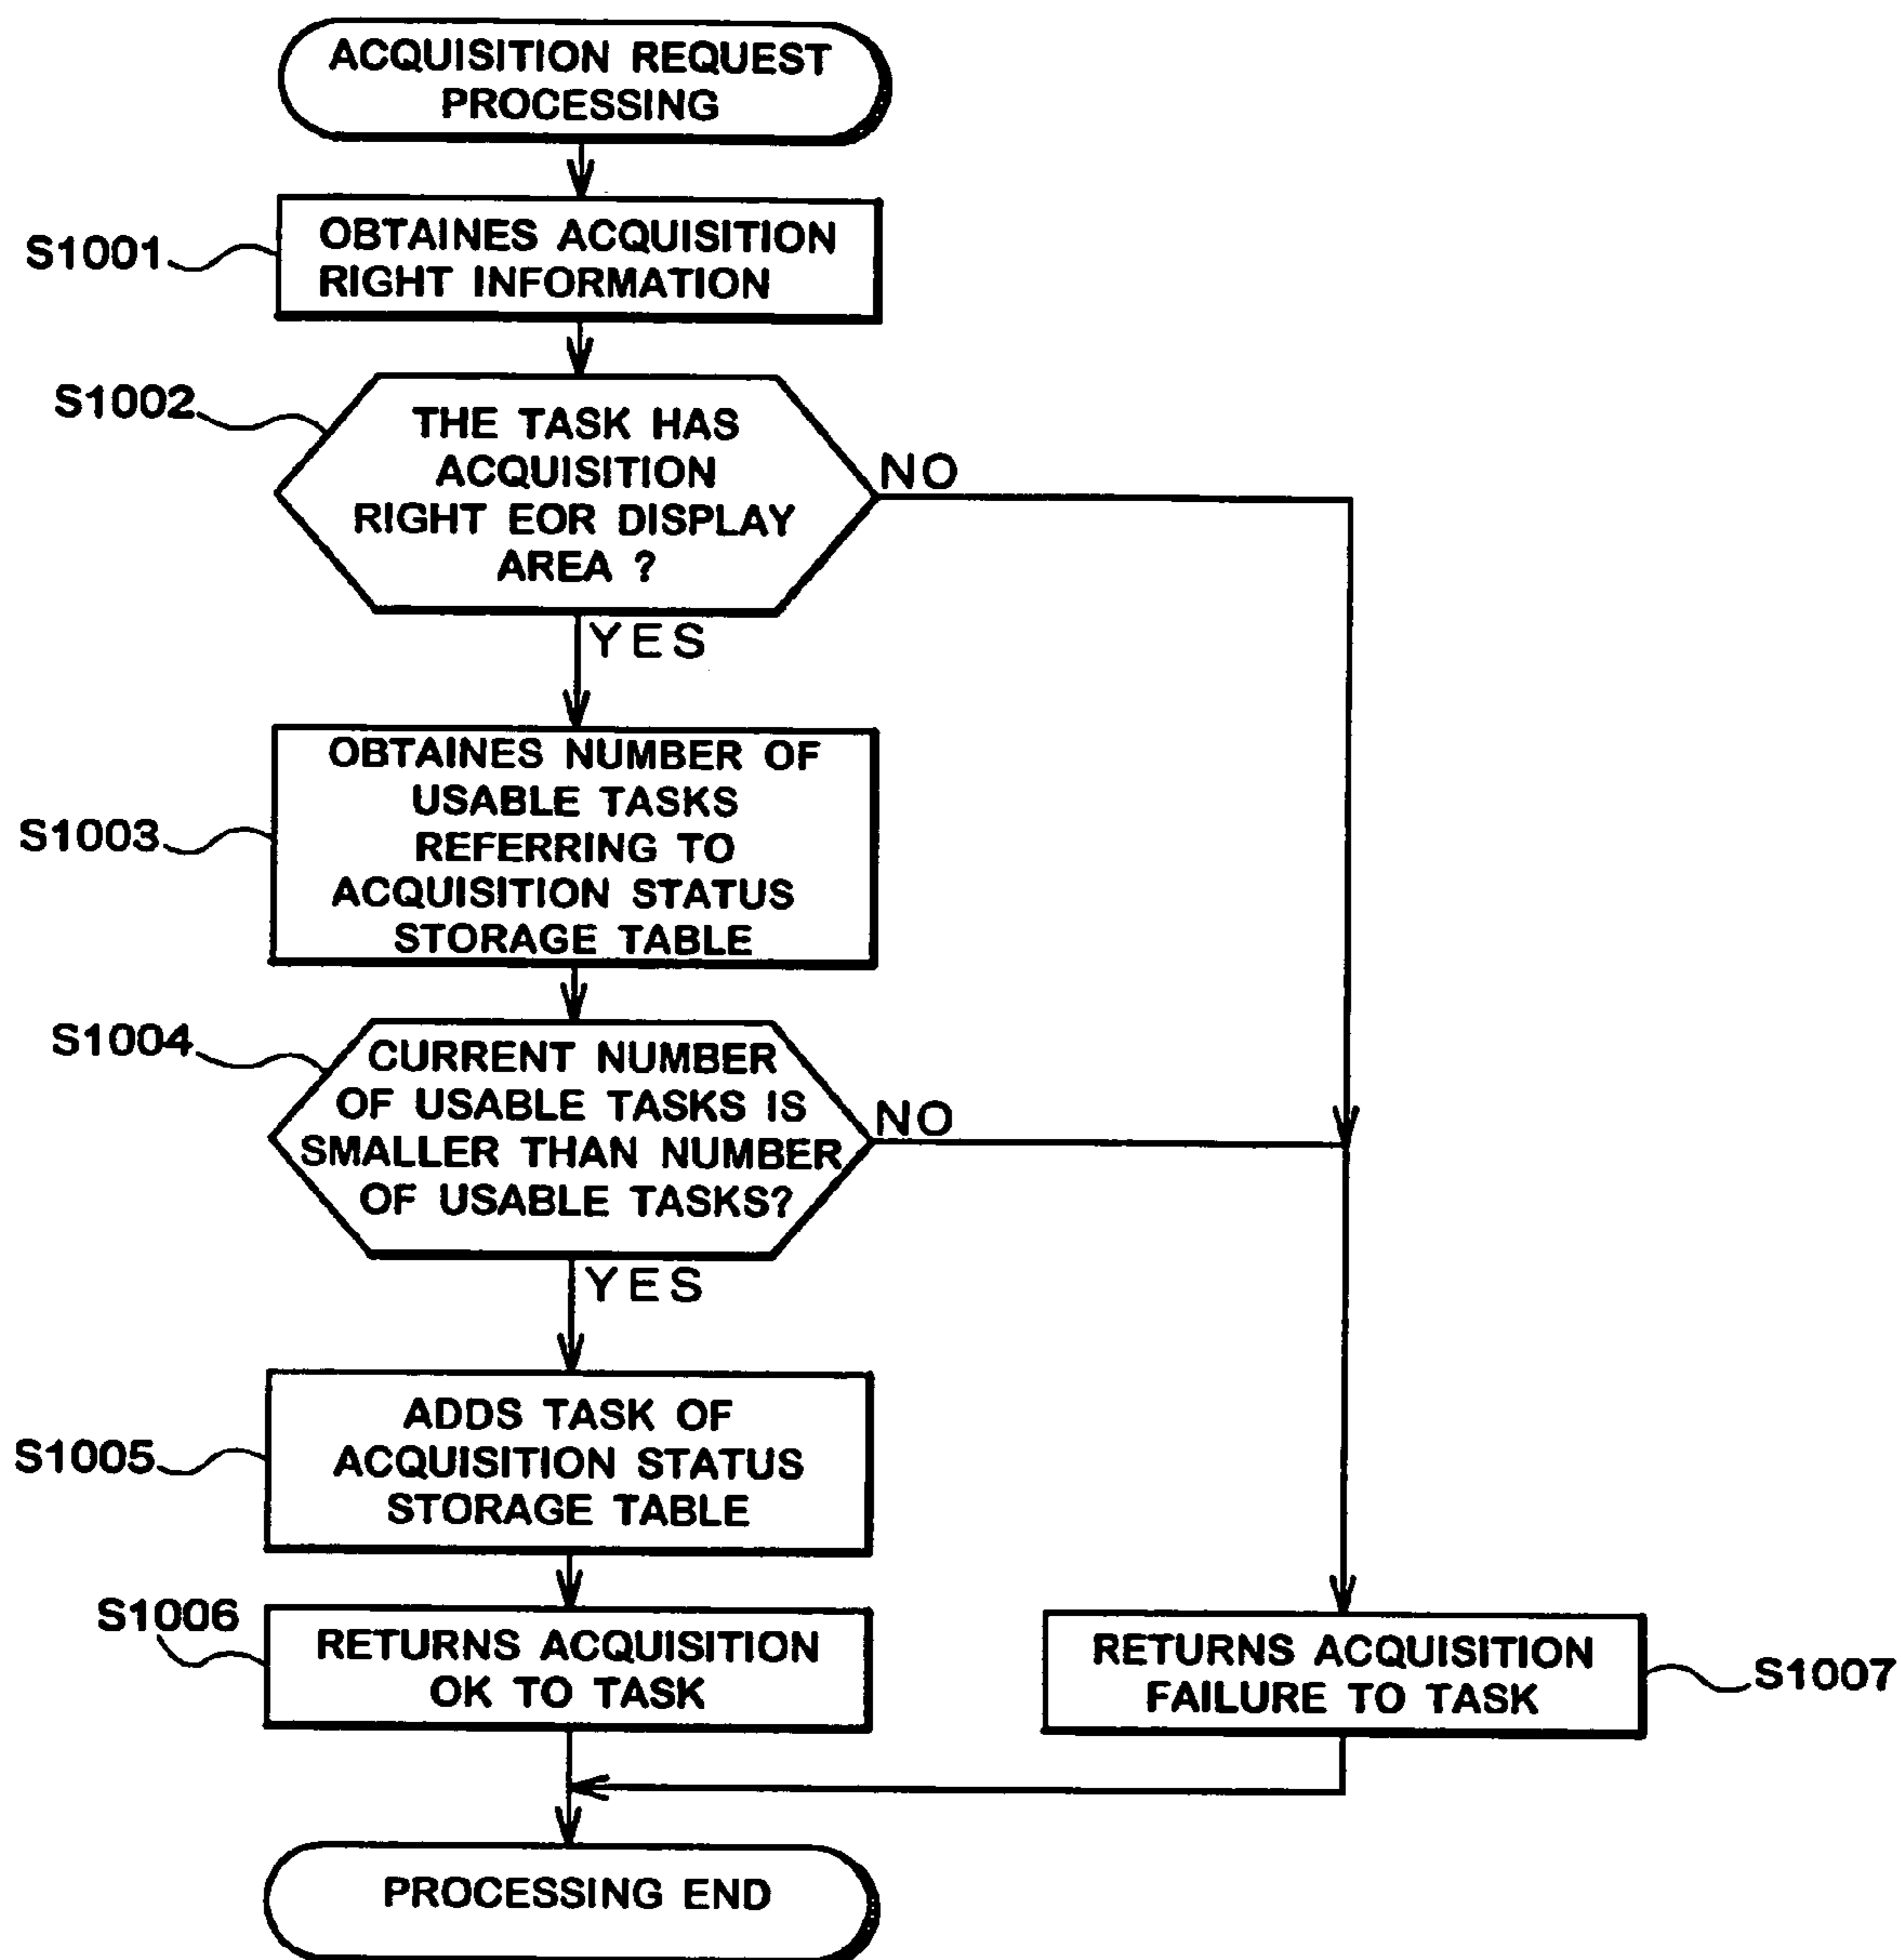 ACQUISITION REQUEST
PROCESSING
S1001
OBTAINES ACQUISITION
RIGHT INFORMATION
S1002
THE TASK HAS
ACQUISITION
RIGHT EOR DISPLAY
AREA ?
NO
YES
S1003
OBTAINES NUMBER OF
USABLE TASKS
REFERRING TO
ACQUISITION STATUS
STORAGE TABLE
S1004
CURRENT NUMBER
OF USABLE TASKS IS
SMALLER THAN NUMBER
OF USABLE TASKS?
NO
YES
S1005
ADDS TASK OF
ACQUISITION STATUS
STORAGE TABLE
S1006
RETURNS ACQUISITION
OK TO TASK
RETURNS ACQUISITION
FAILURE TO TASK
S1007
PROCESSING END